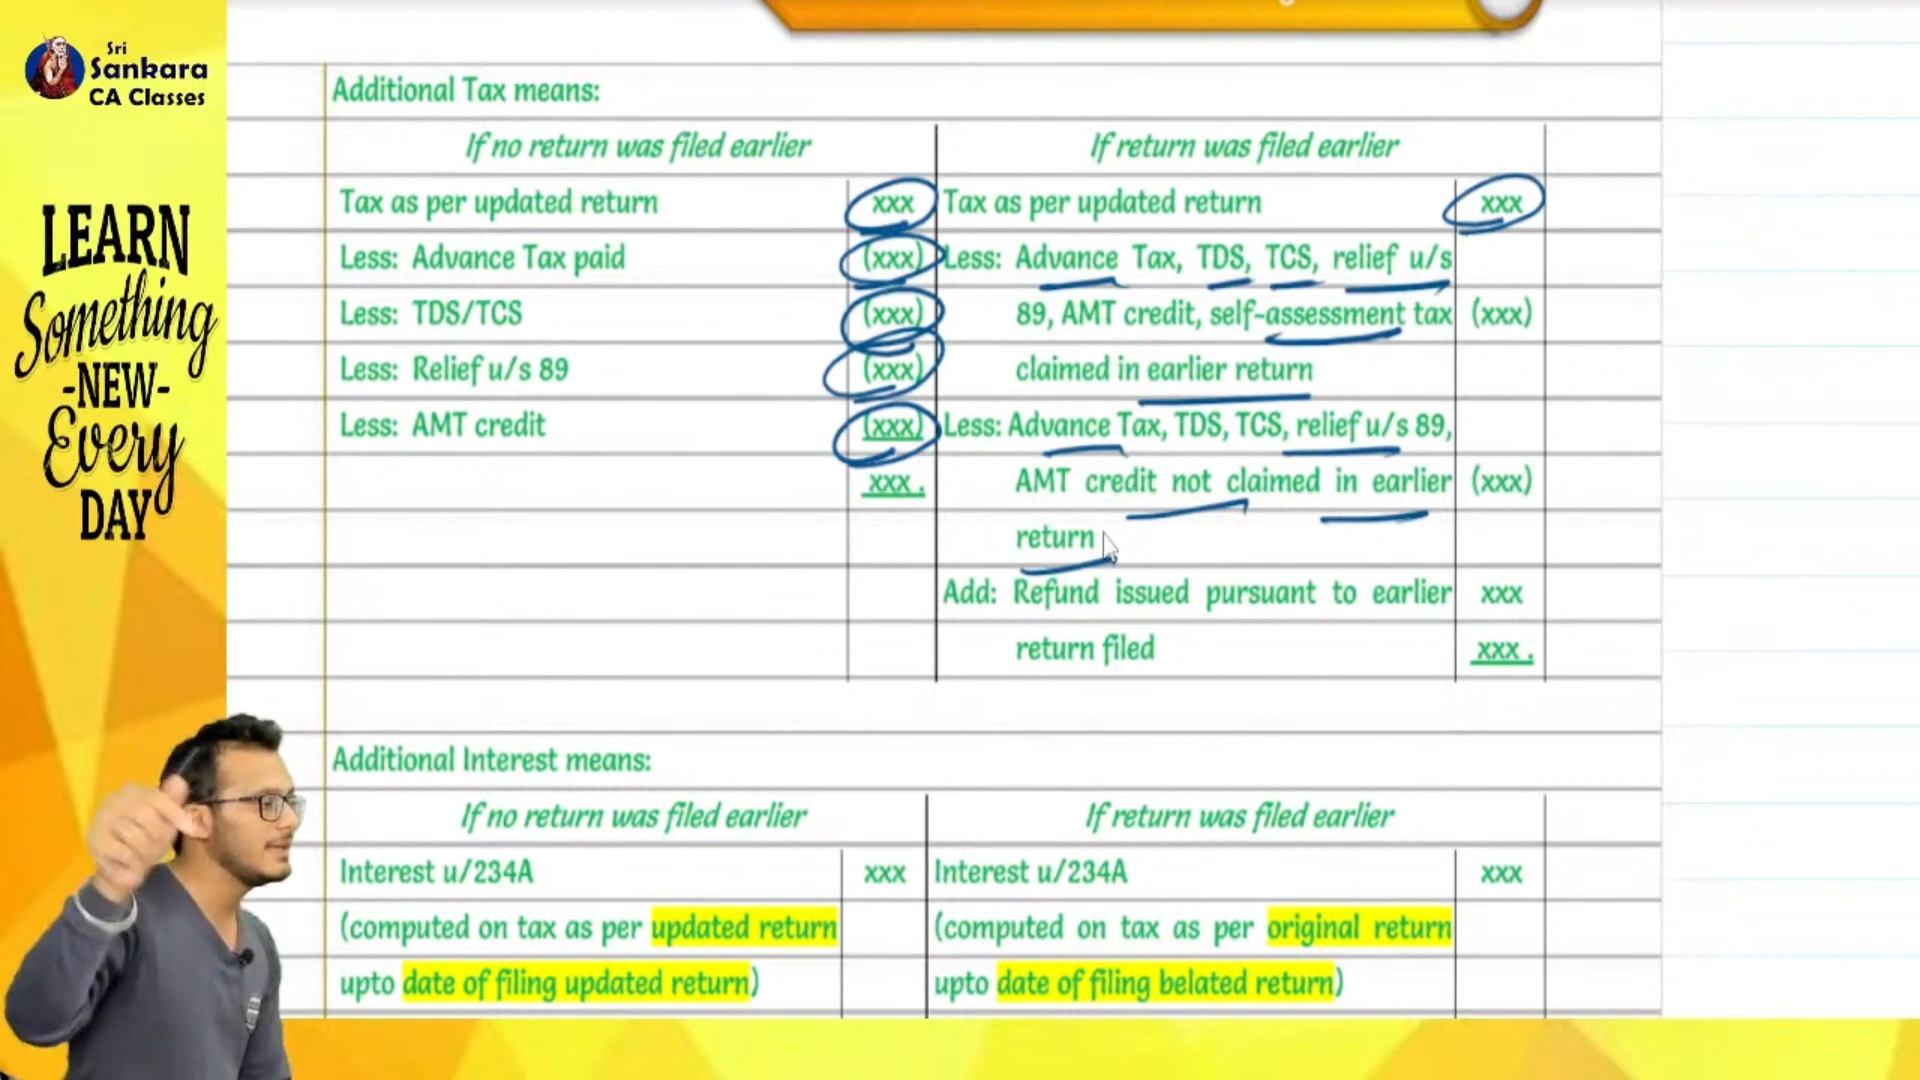 Sri
Sankara
CA Classes
LEARN
Something
-NEW-
Every
DAY
Additional Tax means:
If no return was filed earlier
Tax as per updated return xxx
Less: Advance Tax paid (xxx)
Less: TDS/TCS (xxx)
Less: Relief u/s 89 (xxx)
Less: AMT credit (xxx)
xxx .
If return was filed earlier
Tax as per updated return xxx
Less: Advance Tax, TDS, TCS, relief u/s
89, AMT credit, self-assessment tax (xxx)
claimed in earlier return
Less: Advance Tax, TDS, TCS, relief u/s 89,
AMT credit not claimed in earlier (xxx)
return
Add: Refund issued pursuant to earlier xxx
return filed xxx .
Additional Interest means:
If no return was filed earlier
Interest u/234A xxx
(computed on tax as per updated return
upto date of filing updated return)
If return was filed earlier
Interest u/234A xxx
(computed on tax as per original return
upto date of filing belated return)